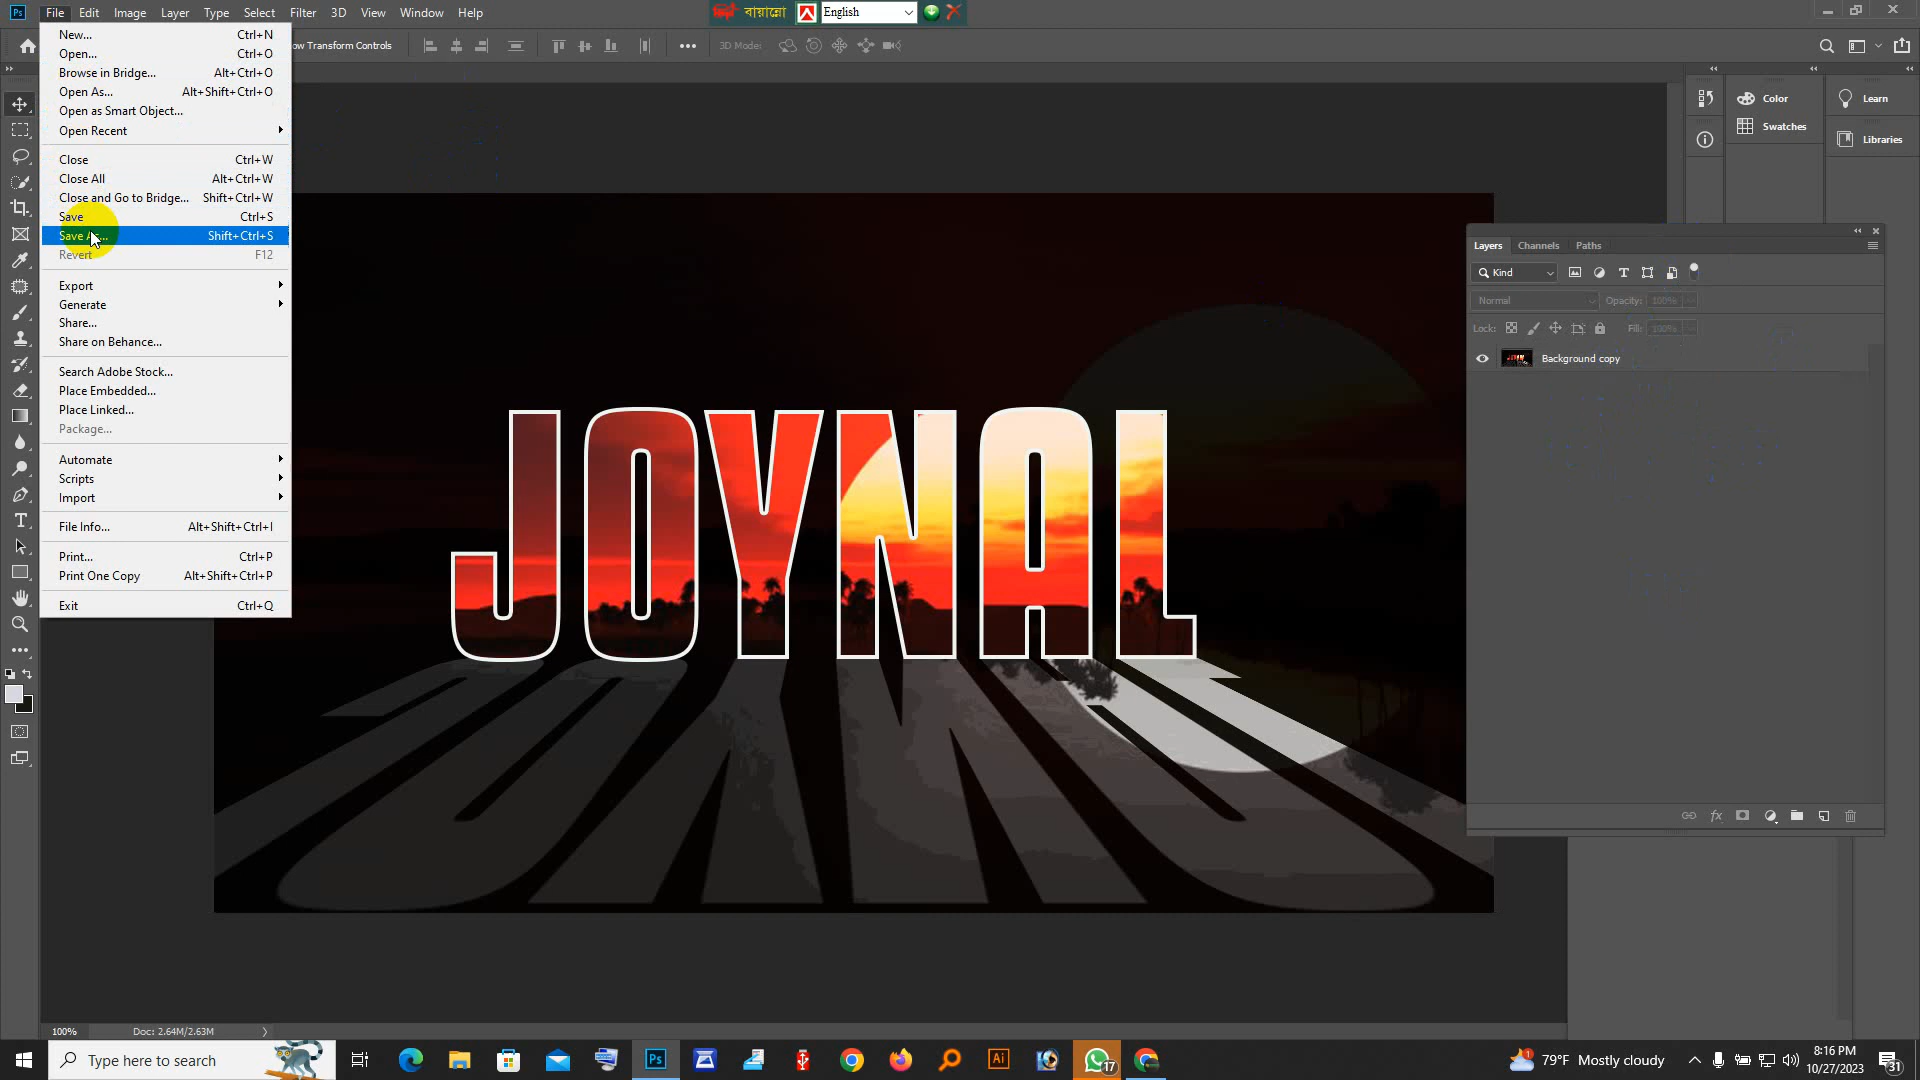 Ps File Edit Image Layer Type Select Filter 3D View Window Help
বায়ান্নো English
New... Ctrl+N
Open... Ctrl+O
Browse in Bridge... Alt+Ctrl+O
Open As... Alt+Shift+Ctrl+O
Open as Smart Object...
Open Recent
Close Ctrl+W
Close All Alt+Ctrl+W
Close and Go to Bridge... Shift+Ctrl+W
Save Ctrl+S
Save As... Shift+Ctrl+S
Revert F12
Export
Generate
Share...
Share on Behance...
Search Adobe Stock...
Place Embedded...
Place Linked...
Package...
Automate
Scripts
Import
File Info... Alt+Shift+Ctrl+I
Print... Ctrl+P
Print One Copy Alt+Shift+Ctrl+P
Exit Ctrl+Q
Transform Controls
3D Mode:
Color
Swatches
Learn
Libraries
Layers Channels Paths
Kind
Normal Opacity: 100%
Lock: Fill: 100%
Background copy
JOYNAL
fx
100% Doc: 2.64M/2.63M
Type here to search
Ps
Ai
17
79°F Mostly cloudy
8:16 PM
10/27/2023
31